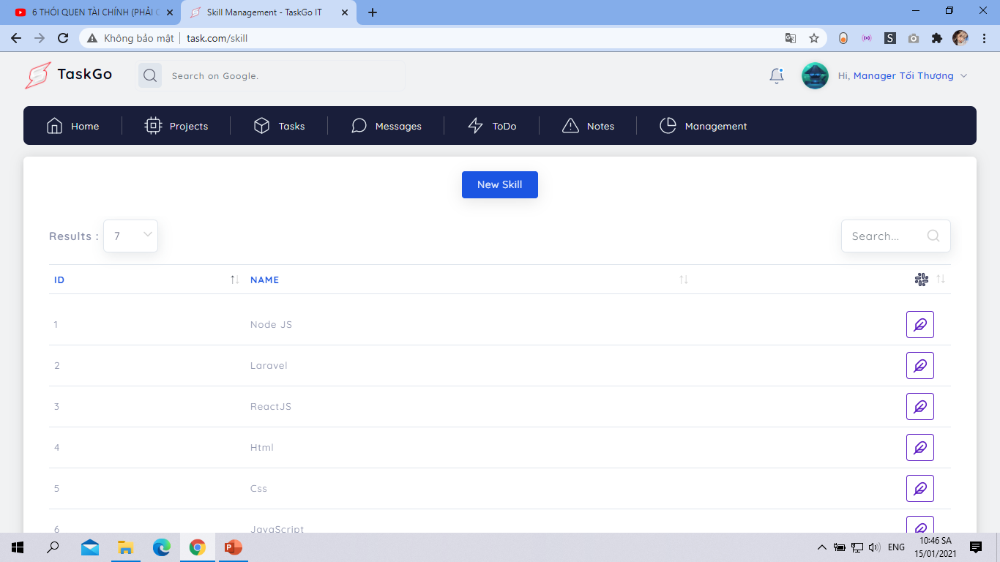 6 THÓI QUEN TÀI CHÍNH (PHẢI C
Skill Management - TaskGo IT
Không bảo mật
task.com/skill
TaskGo
Search on Google.
Hi, Manager Tối Thượng
Home
Projects
Tasks
Messages
ToDo
Notes
Management
New Skill
Results :
7
Search...
ID
NAME
1
Node JS
2
Laravel
3
ReactJS
4
Html
5
Css
6
JavaScript
ENG
10:46 SA
15/01/2021